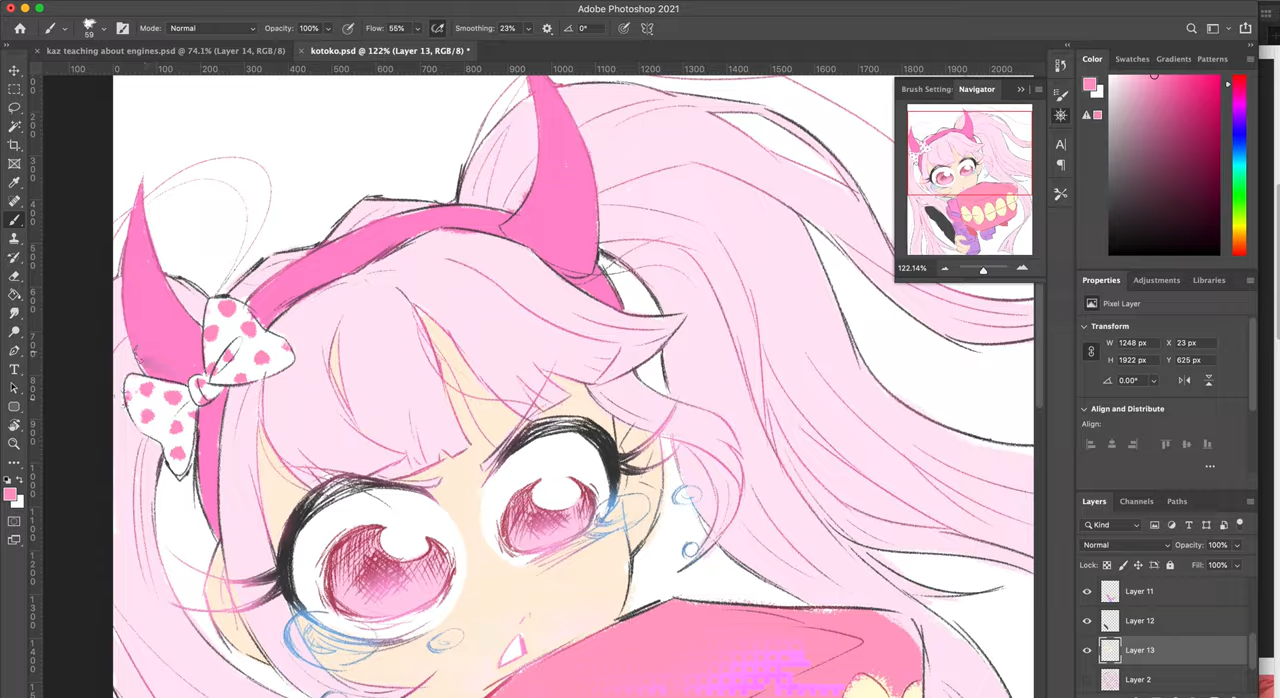 Adobe Photoshop 2021
59 Mode: Normal Opacity: 100% Flow: 55% Smoothing: 23% 0°
× kaz teaching about engines.psd @ 74.1% (Layer 14, RGB/8) × kotoko.psd @ 122% (Layer 13, RGB/8) *
100 0 100 200 300 400 500 600 700 800 900 1000 1100 1200 1300 1400 1500 1600 1700 1800 1900 2000
Brush Setting Navigator
122.14%
Color Swatches Gradients Patterns
Properties Adjustments Libraries
Pixel Layer
Transform
W 1248 px X 23 px
H 1922 px Y 625 px
0.00°
Align and Distribute
Align:
Layers Channels Paths
Kind
Normal Opacity: 100%
Lock: Fill: 100%
Layer 11
Layer 12
Layer 13
Layer 2